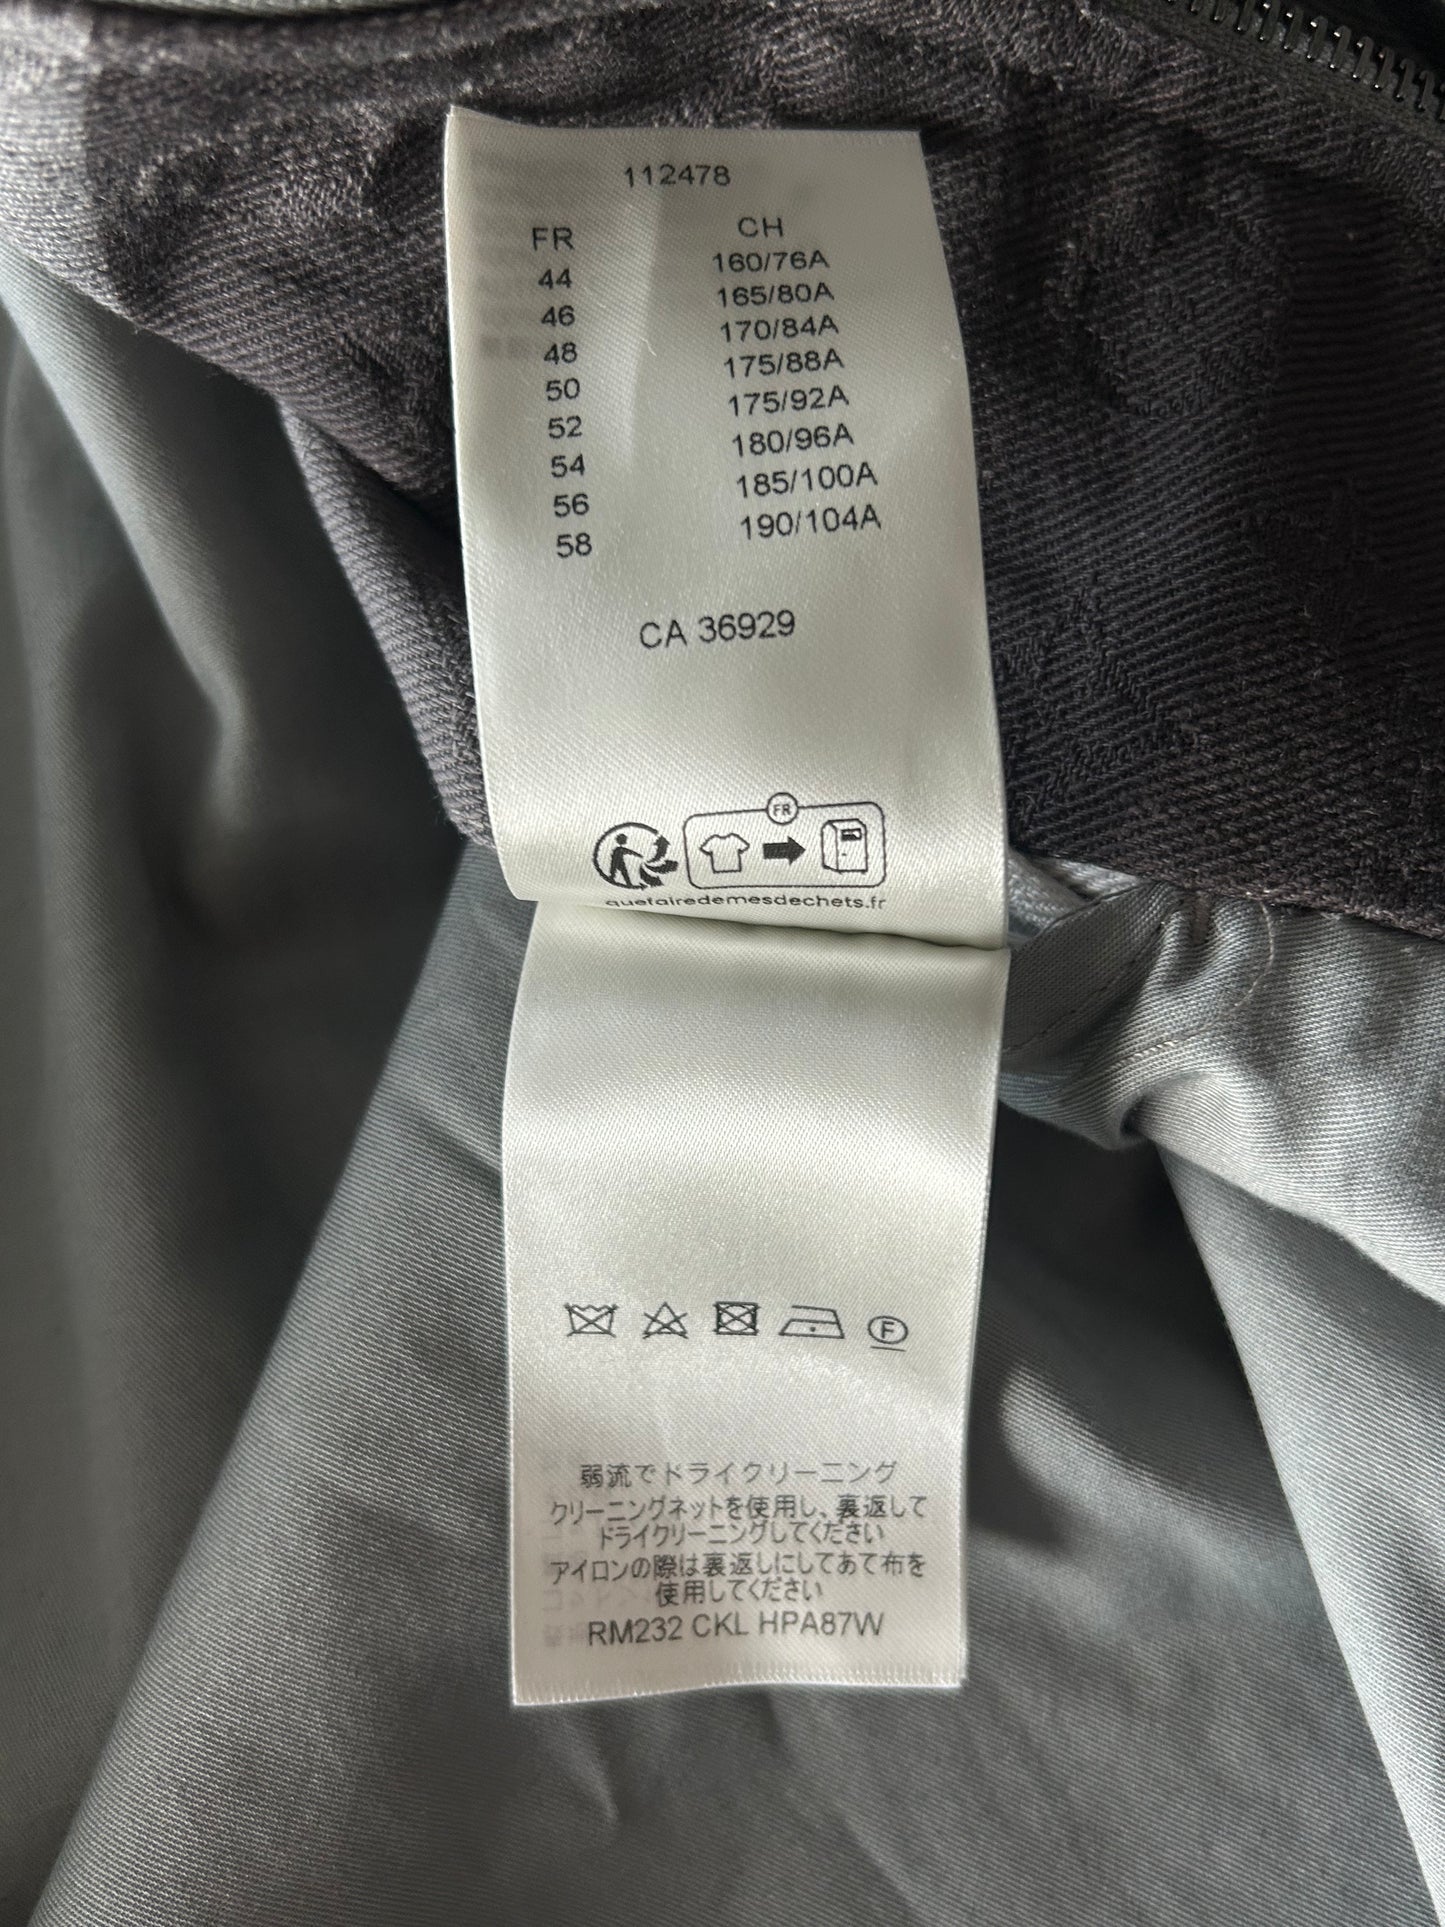 112478
FR CH
44 160/76A
46 165/80A
48 170/84A
50 175/88A
52 175/92A
54 180/96A
56 185/100A
58 190/104A
CA 36929
FR
quefairedemesdechets.fr
F
弱流でドライクリーニング
クリーニングネットを使用し、裏返して
ドライクリーニングしてください
アイロンの際は裏返しにしてあて布を
使用してください
RM232 CKL HPA87W